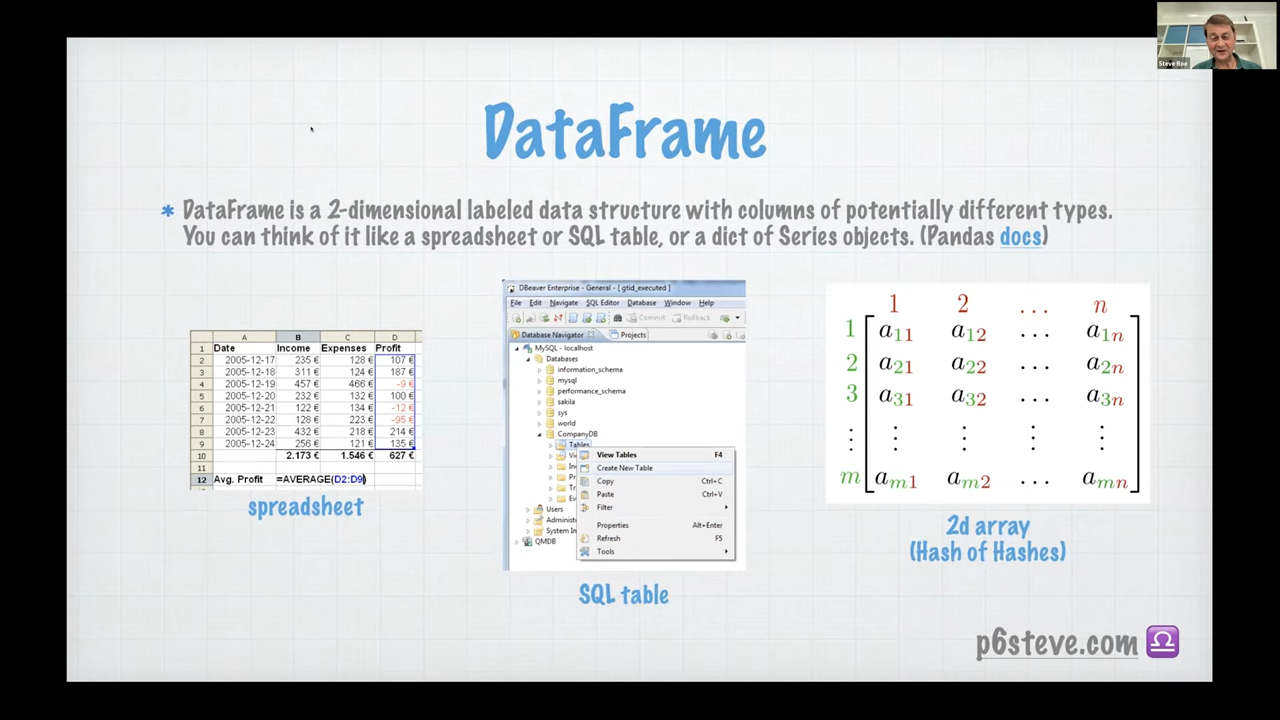 Steve Roe
DataFrame
* DataFrame is a 2-dimensional labeled data structure with columns of potentially different types.
You can think of it like a spreadsheet or SQL table, or a dict of Series objects. (Pandas docs)
A B C D
1 Date Income Expenses Profit
2 2005-12-17 235 € 128 € 107 €
3 2005-12-18 311 € 124 € 187 €
4 2005-12-19 457 € 466 € -9 €
5 2005-12-20 232 € 132 € 100 €
6 2005-12-21 122 € 134 € -12 €
7 2005-12-22 128 € 223 € -95 €
8 2005-12-23 432 € 218 € 214 €
9 2005-12-24 256 € 121 € 135 €
10 2.173 € 1.546 € 627 €
11
12 Avg. Profit =AVERAGE(D2:D9)
spreadsheet
DBeaver Enterprise - General - [ gtid_executed ]
File Edit Navigate SQL Editor Database Window Help
Commit Rollback
Database Navigator Projects
MySQL - localhost
Databases
information_schema
mysql
performance_schema
sakila
sys
world
CompanyDB
Tables
View Tables F4
Create New Table
Copy Ctrl+C
Paste Ctrl+V
Filter
Properties Alt+Enter
Refresh F5
Tools
Users
Administe
System In
QMDB
SQL table
1 2 ... n
1 a11 a12 ... a1n
2 a21 a22 ... a2n
3 a31 a32 ... a3n
⋮ ⋮ ⋮ ⋮ ⋮
m am1 am2 ... amn
2d array
(Hash of Hashes)
p6steve.com ♎